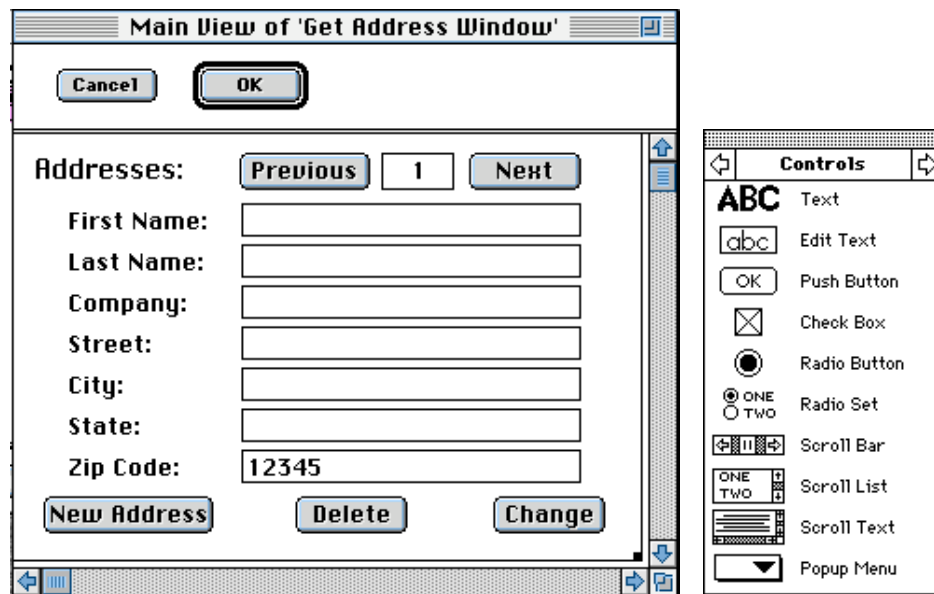 Main View of 'Get Address Window'
Cancel OK
Addresses: Previous 1 Next
First Name:
Last Name:
Company:
Street:
City:
State:
Zip Code: 12345
New Address Delete Change
Controls
ABC Text
abc Edit Text
OK Push Button
Check Box
Radio Button
ONE
TWO
Radio Set
Scroll Bar
ONE
TWO
Scroll List
Scroll Text
Popup Menu